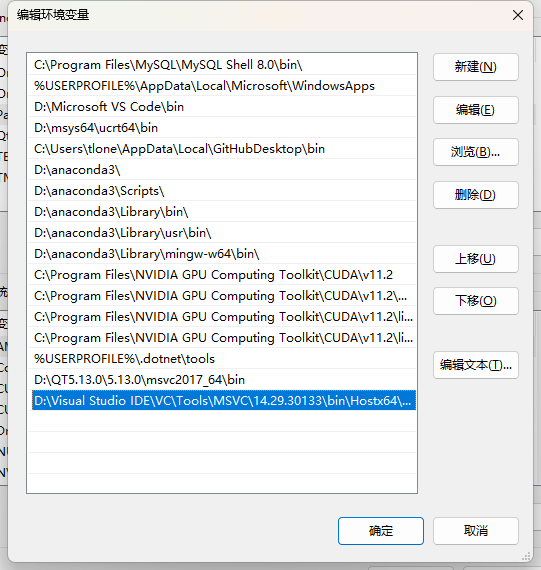 编辑环境变量
C:\Program Files\MySQL\MySQL Shell 8.0\bin\
%USERPROFILE%\AppData\Local\Microsoft\WindowsApps
D:\Microsoft VS Code\bin
D:\msys64\ucrt64\bin
C:\Users\tlone\AppData\Local\GitHubDesktop\bin
D:\anaconda3\
D:\anaconda3\Scripts\
D:\anaconda3\Library\bin\
D:\anaconda3\Library\usr\bin\
D:\anaconda3\Library\mingw-w64\bin\
C:\Program Files\NVIDIA GPU Computing Toolkit\CUDA\v11.2
C:\Program Files\NVIDIA GPU Computing Toolkit\CUDA\v11.2\...
C:\Program Files\NVIDIA GPU Computing Toolkit\CUDA\v11.2\li...
C:\Program Files\NVIDIA GPU Computing Toolkit\CUDA\v11.2\li...
%USERPROFILE%\.dotnet\tools
D:\QT5.13.0\5.13.0\msvc2017_64\bin
D:\Visual Studio IDE\VC\Tools\MSVC\14.29.30133\bin\Hostx64\...
新建(N)
编辑(E)
浏览(B)...
删除(D)
上移(U)
下移(O)
编辑文本(T)...
确定
取消